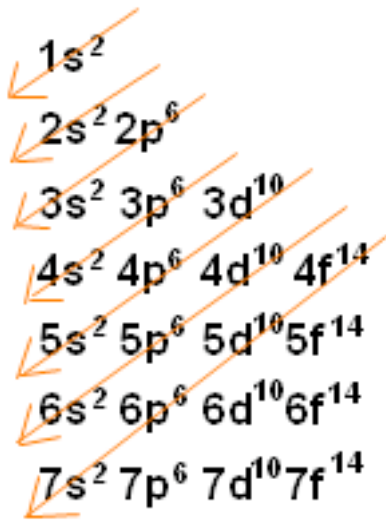 1s²
2s² 2p⁶
3s² 3p⁶ 3d¹⁰
4s² 4p⁶ 4d¹⁰ 4f¹⁴
5s² 5p⁶ 5d¹⁰ 5f¹⁴
6s² 6p⁶ 6d¹⁰ 6f¹⁴
7s² 7p⁶ 7d¹⁰ 7f¹⁴